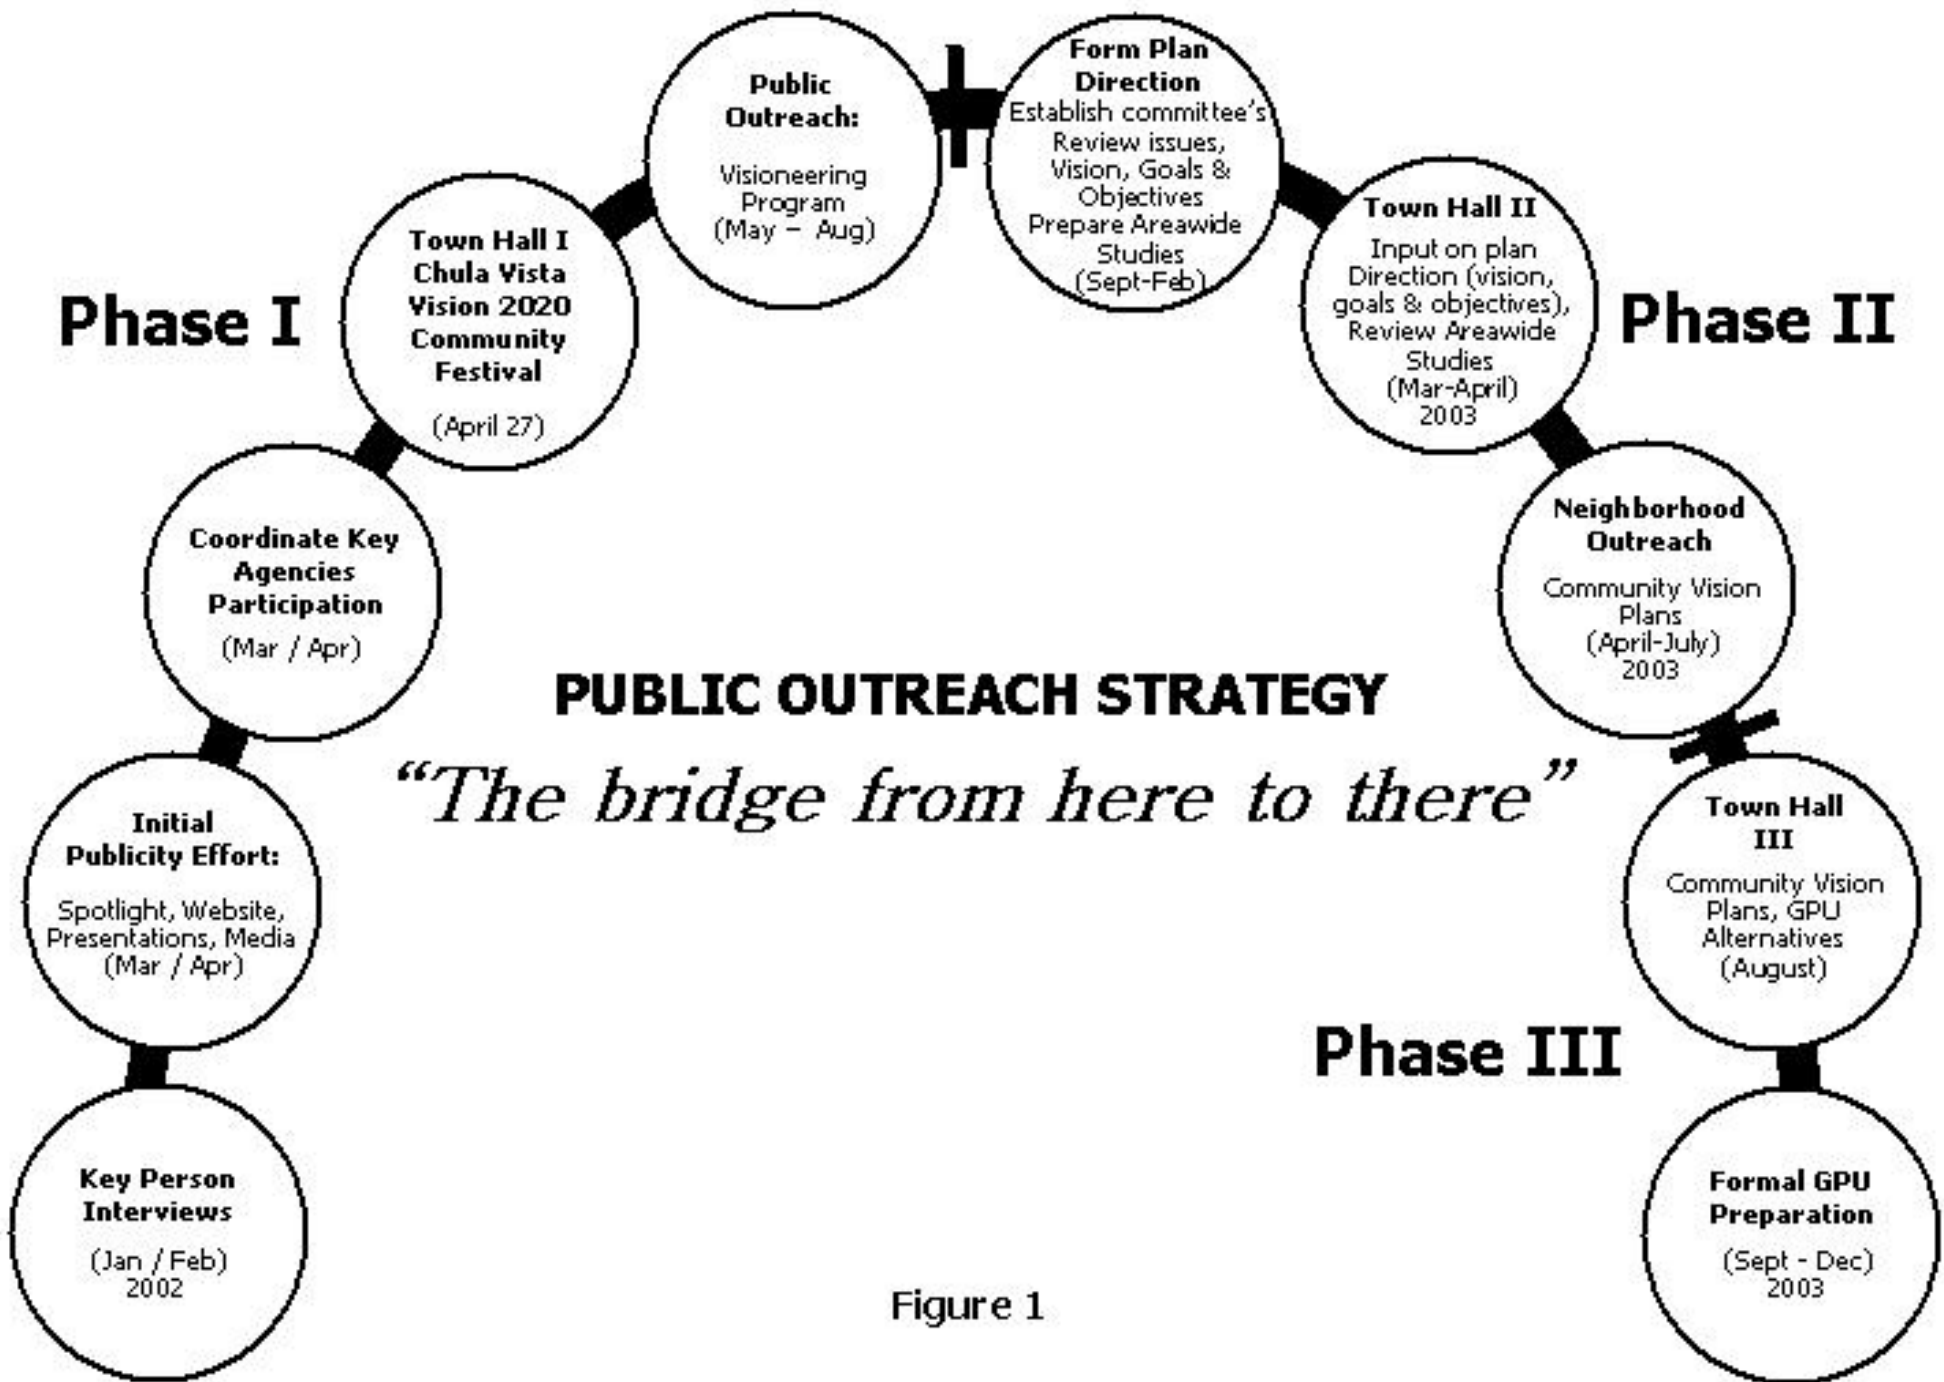 Phase I
Key Person
Interviews
(Jan / Feb)
2002
Initial
Publicity Effort:
Spotlight, Website,
Presentations, Media
(Mar / Apr)
Coordinate Key
Agencies
Participation
(Mar / Apr)
Town Hall I
Chula Vista
Vision 2020
Community
Festival
(April 27)
Public
Outreach:
Visioneering
Program
(May – Aug)
Phase II
Form Plan
Direction
Establish committee's
Review issues,
Vision, Goals &
Objectives
Prepare Areawide
Studies
(Sept-Feb)
Town Hall II
Input on plan
Direction (vision,
goals & objectives),
Review Areawide
Studies
(Mar-April)
2003
Neighborhood
Outreach
Community Vision
Plans
(April-July)
2003
Phase III
Town Hall
III
Community Vision
Plans, GPU
Alternatives
(August)
Formal GPU
Preparation
(Sept - Dec)
2003
PUBLIC OUTREACH STRATEGY
“The bridge from here to there”
Figure 1